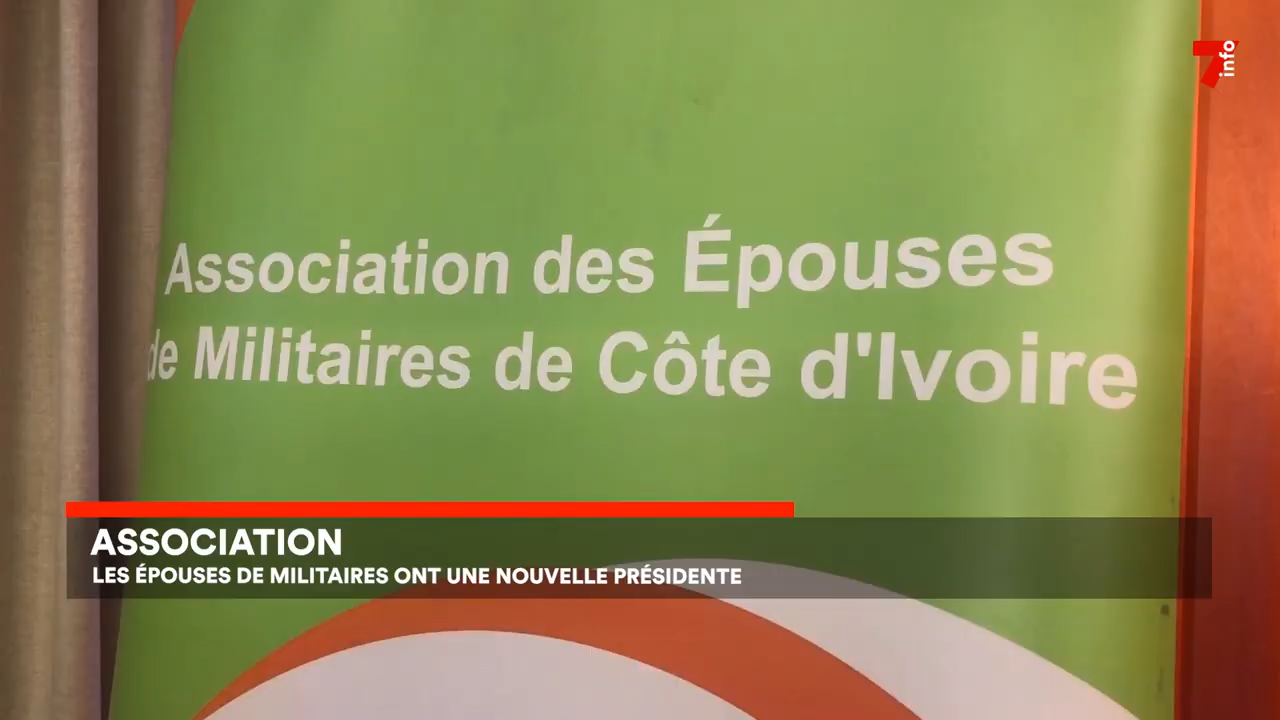 7 info
Association des Épouses
de Militaires de Côte d'Ivoire
ASSOCIATION
LES ÉPOUSES DE MILITAIRES ONT UNE NOUVELLE PRÉSIDENTE